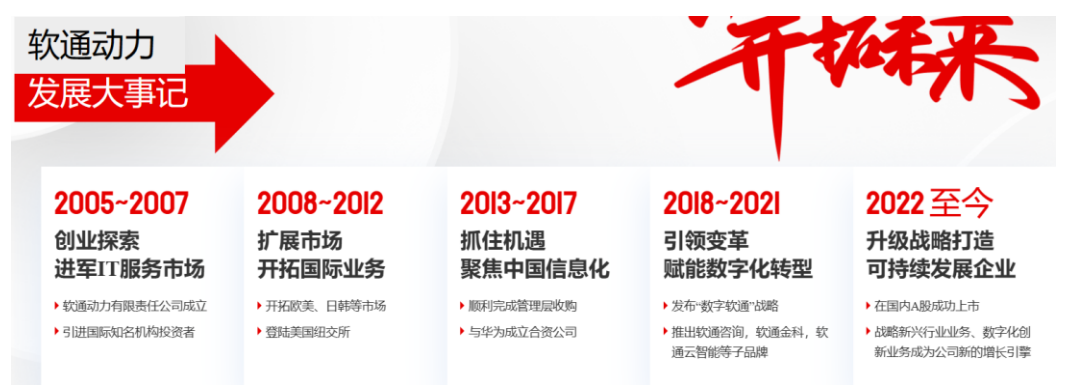 软通动力
发展大事记
开拓未来
2005~2007
创业探索
进军IT服务市场
软通动力有限责任公司成立
引进国际知名机构投资者
2008~2012
扩展市场
开拓国际业务
开拓欧美、日韩等市场
登陆美国纽交所
2013~2017
抓住机遇
聚焦中国信息化
顺利完成管理层收购
与华为成立合资公司
2018~2021
引领变革
赋能数字化转型
发布“数字软通”战略
推出软通咨询，软通金科，软
通云智能等子品牌
2022 至今
升级战略打造
可持续发展企业
在国内A股成功上市
战略新兴行业业务、数字化创
新业务成为公司新的增长引擎